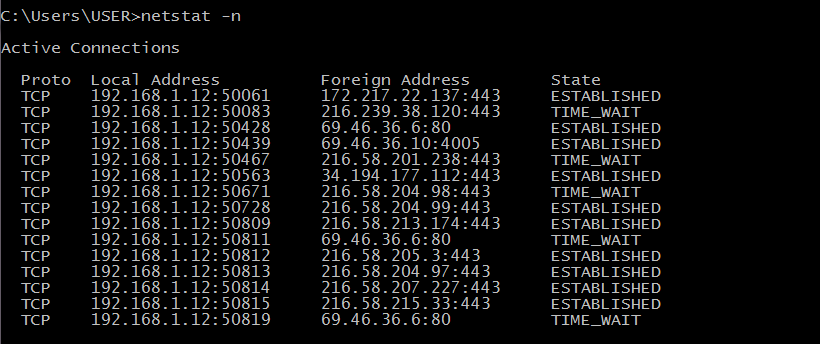 C:\Users\USER>netstat -n
Active Connections
Proto  Local Address          Foreign Address        State
TCP    192.168.1.12:50061     172.217.22.137:443     ESTABLISHED
TCP    192.168.1.12:50083     216.239.38.120:443     TIME_WAIT
TCP    192.168.1.12:50428     69.46.36.6:80          ESTABLISHED
TCP    192.168.1.12:50439     69.46.36.10:4005       ESTABLISHED
TCP    192.168.1.12:50467     216.58.201.238:443     TIME_WAIT
TCP    192.168.1.12:50563     34.194.177.112:443     ESTABLISHED
TCP    192.168.1.12:50671     216.58.204.98:443      TIME_WAIT
TCP    192.168.1.12:50728     216.58.204.99:443      ESTABLISHED
TCP    192.168.1.12:50809     216.58.213.174:443     ESTABLISHED
TCP    192.168.1.12:50811     69.46.36.6:80          TIME_WAIT
TCP    192.168.1.12:50812     216.58.205.3:443       ESTABLISHED
TCP    192.168.1.12:50813     216.58.204.97:443      ESTABLISHED
TCP    192.168.1.12:50814     216.58.207.227:443     ESTABLISHED
TCP    192.168.1.12:50815     216.58.215.33:443      ESTABLISHED
TCP    192.168.1.12:50819     69.46.36.6:80          TIME_WAIT